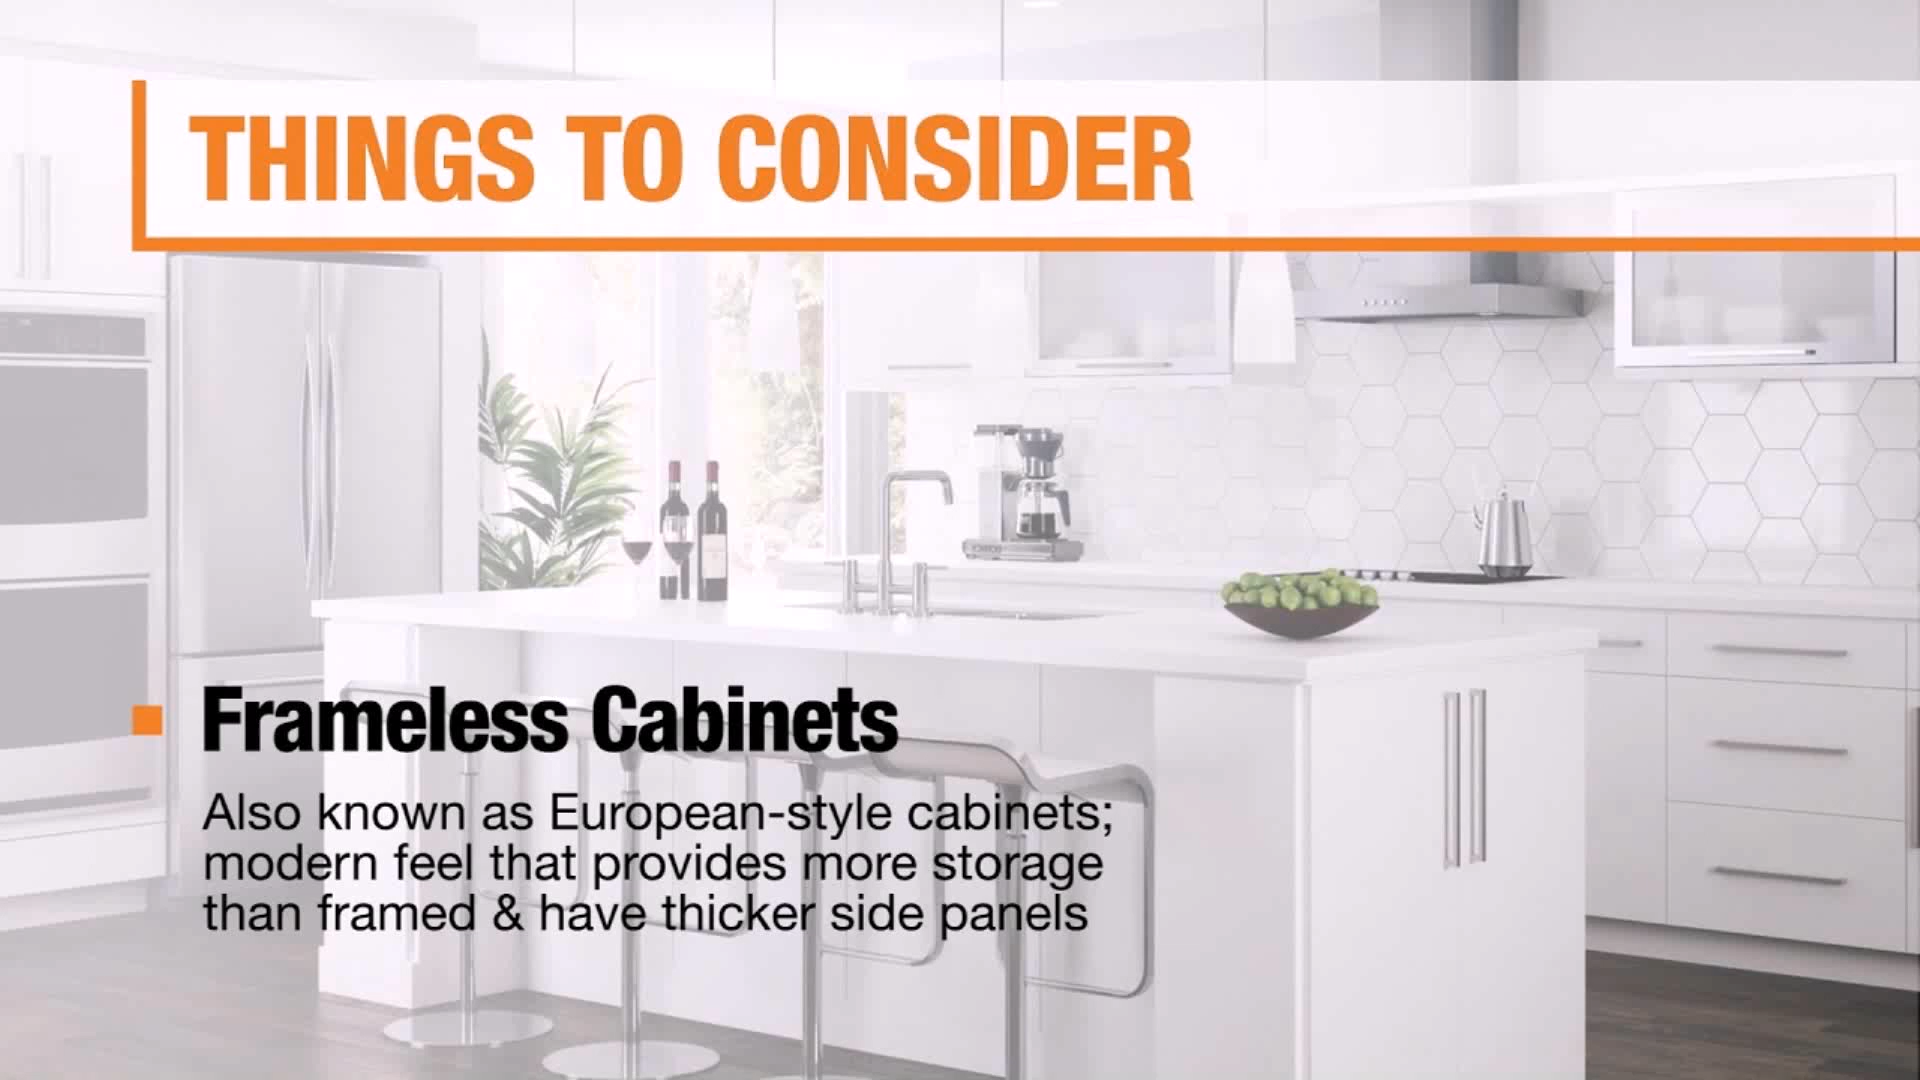 THINGS TO CONSIDER
Frameless Cabinets
Also known as European-style cabinets;
modern feel that provides more storage
than framed & have thicker side panels